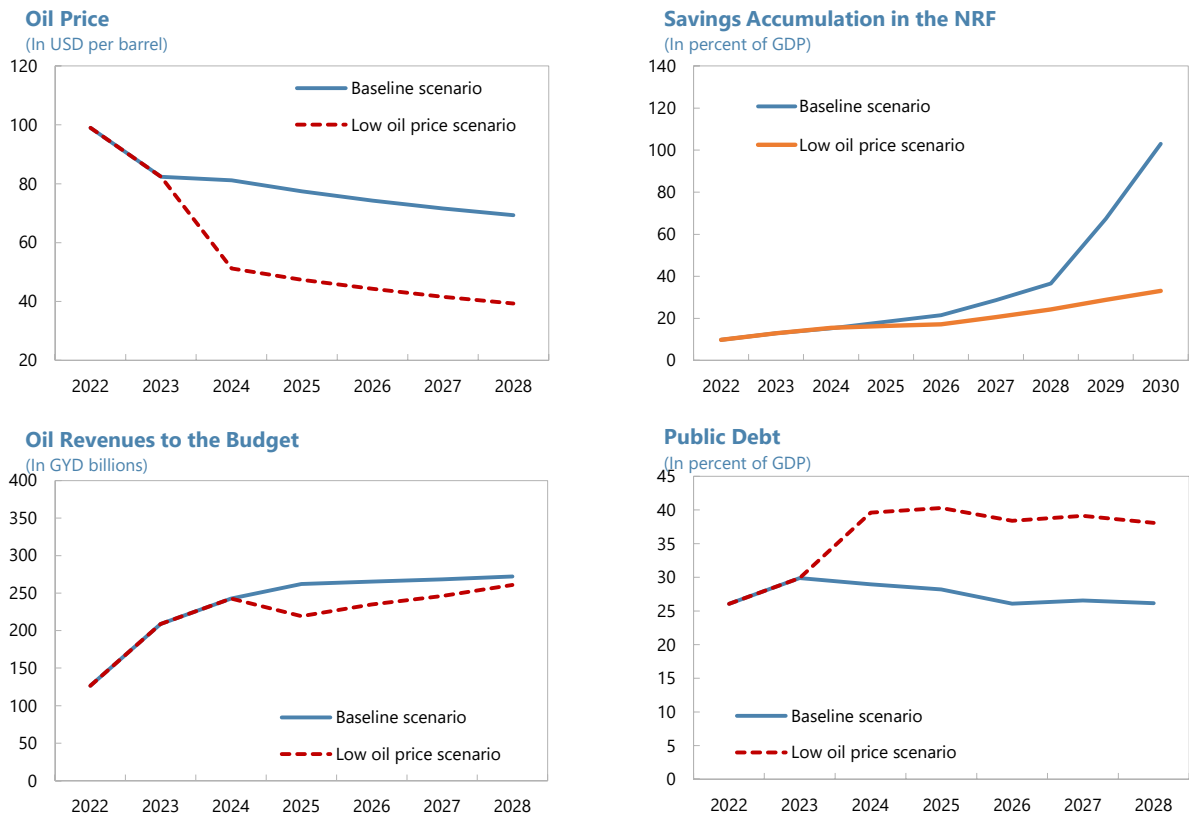 Oil Price
(In USD per barrel)
120
100
80
60
40
20
Baseline scenario
Low oil price scenario
2022 2023 2024 2025 2026 2027 2028
Savings Accumulation in the NRF
(In percent of GDP)
140
120
100
80
60
40
20
0
Baseline scenario
Low oil price scenario
2022 2023 2024 2025 2026 2027 2028 2029 2030
Oil Revenues to the Budget
(In GYD billions)
400
350
300
250
200
150
100
50
0
Baseline scenario
Low oil price scenario
2022 2023 2024 2025 2026 2027 2028
Public Debt
(In percent of GDP)
45
40
35
30
25
20
15
10
5
0
Baseline scenario
Low oil price scenario
2022 2023 2024 2025 2026 2027 2028